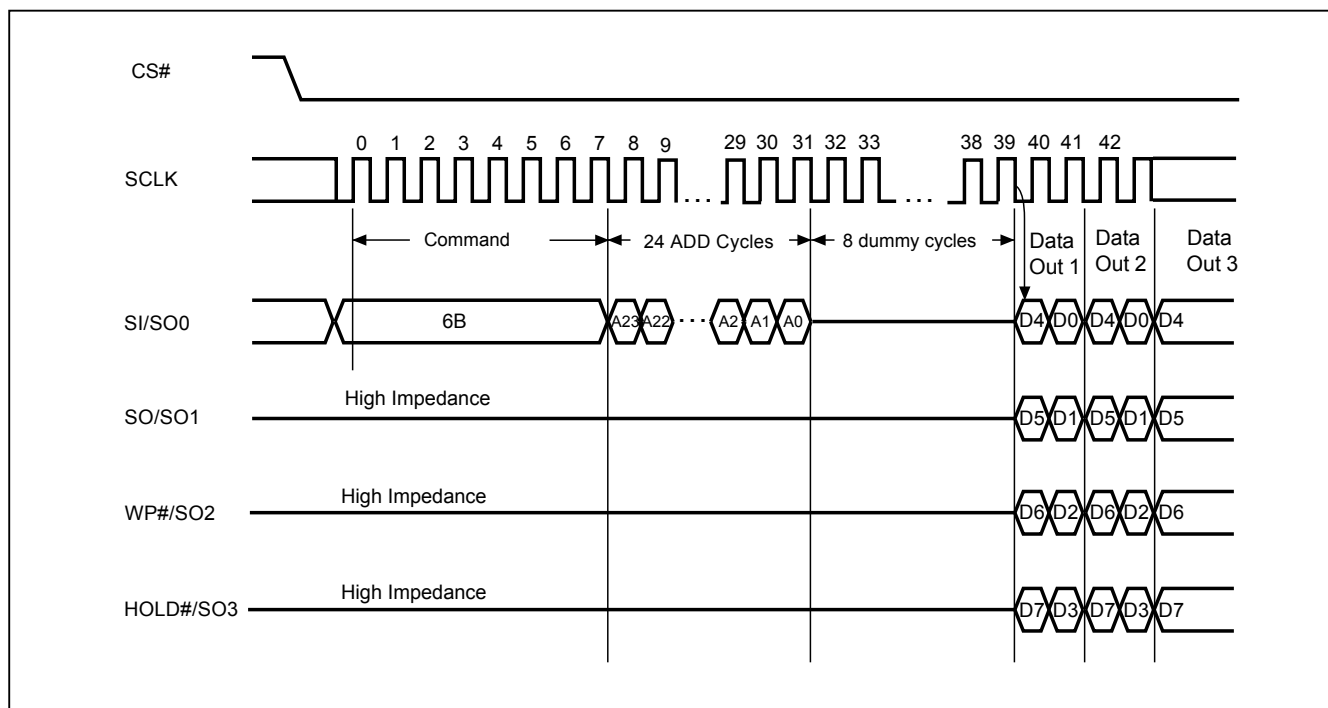 CS#
0 1 2 3 4 5 6 7 8 9 29 30 31 32 33 38 39 40 41 42
SCLK
Command 24 ADD Cycles 8 dummy cycles Data Out 1 Data Out 2 Data Out 3
SI/SO0 6B A23 A22 A2 A1 A0 D4 D0 D4 D0 D4
High Impedance
SO/SO1 D5 D1 D5 D1 D5
High Impedance
WP#/SO2 D6 D2 D6 D2 D6
High Impedance
HOLD#/SO3 D7 D3 D7 D3 D7